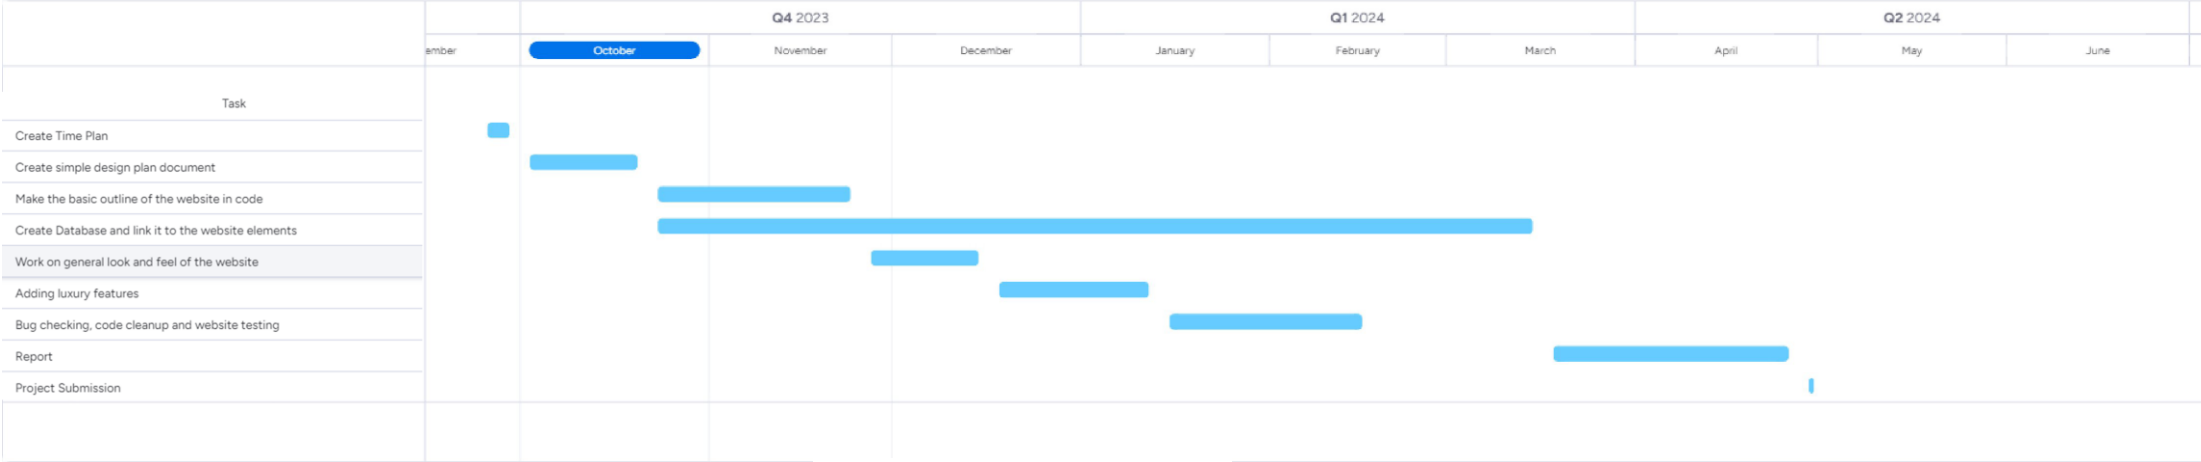 Q4 2023 Q1 2024 Q2 2024
ember October November December January February March April May June
Task
Create Time Plan
Create simple design plan document
Make the basic outline of the website in code
Create Database and link it to the website elements
Work on general look and feel of the website
Adding luxury features
Bug checking, code cleanup and website testing
Report
Project Submission